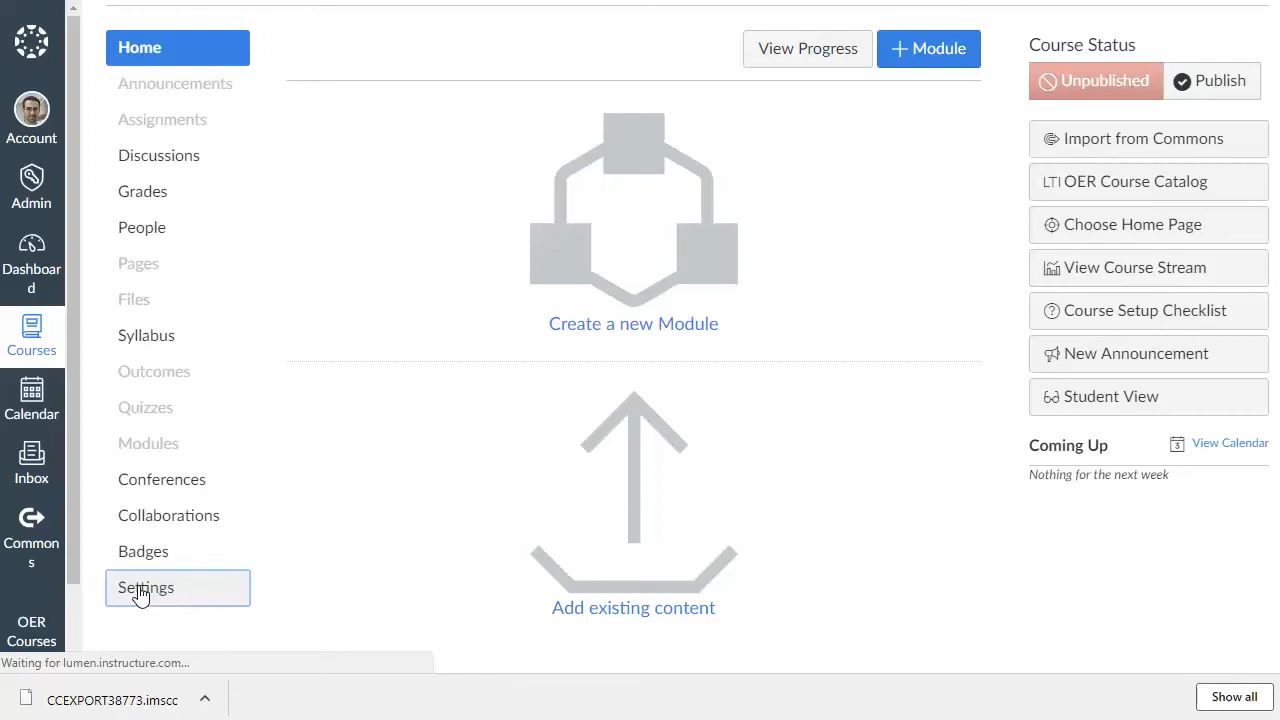 Account
Admin
Dashboar
d
Courses
Calendar
Inbox
Common
s
OER
Courses
Home
Announcements
Assignments
Discussions
Grades
People
Pages
Files
Syllabus
Outcomes
Quizzes
Modules
Conferences
Collaborations
Badges
Settings
View Progress
+ Module
Create a new Module
Add existing content
Course Status
Unpublished
Publish
Import from Commons
LTI OER Course Catalog
Choose Home Page
View Course Stream
? Course Setup Checklist
New Announcement
Student View
Coming Up
3 View Calendar
Nothing for the next week
Waiting for lumen.instructure.com...
CCEXPORT38773.imscc
Show all